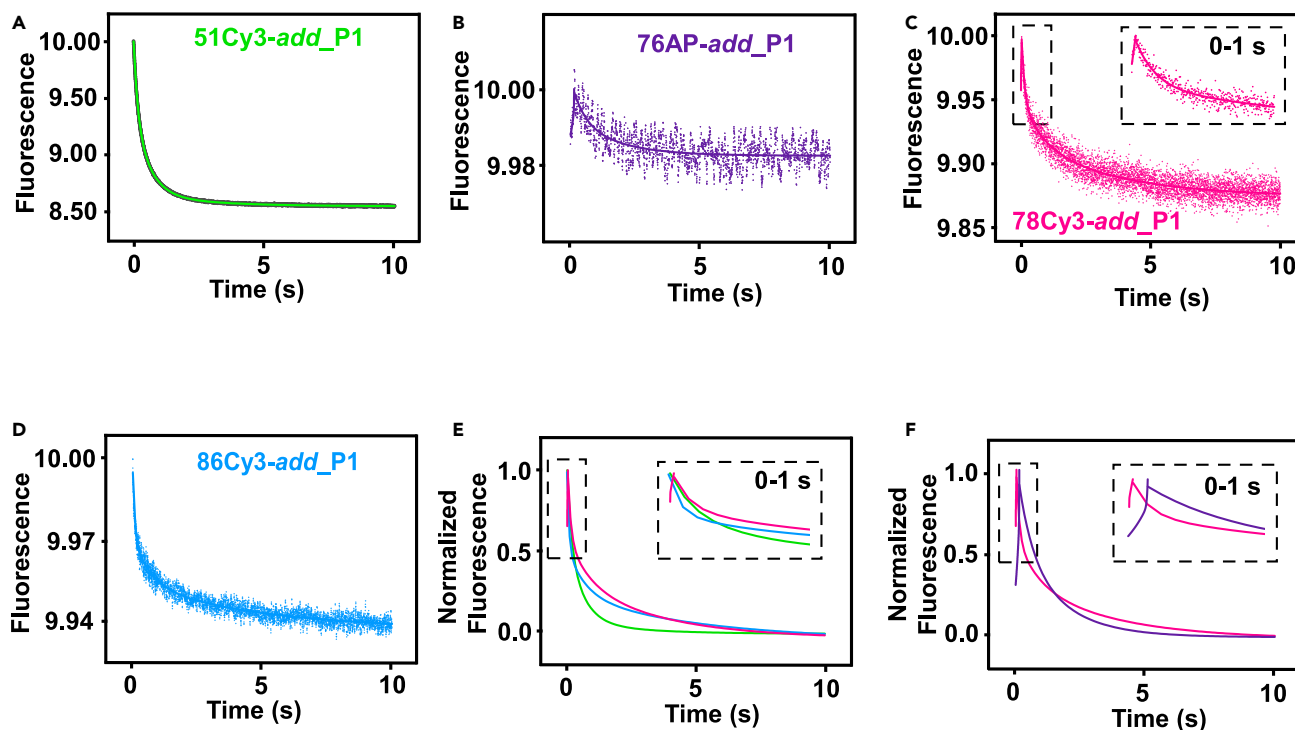 A
51Cy3-add_P1
Fluorescence
10.00
9.50
9.00
8.50
0
5
10
Time (s)
B
76AP-add_P1
Fluorescence
10.00
9.98
0
5
10
Time (s)
C
0-1 s
78Cy3-add_P1
Fluorescence
10.00
9.95
9.90
9.85
0
5
10
Time (s)
D
86Cy3-add_P1
Fluorescence
10.00
9.97
9.94
0
5
10
Time (s)
E
0-1 s
Normalized
Fluorescence
1.0
0.5
0.0
0
5
10
Time (s)
F
0-1 s
Normalized
Fluorescence
1.0
0.5
0.0
0
5
10
Time (s)